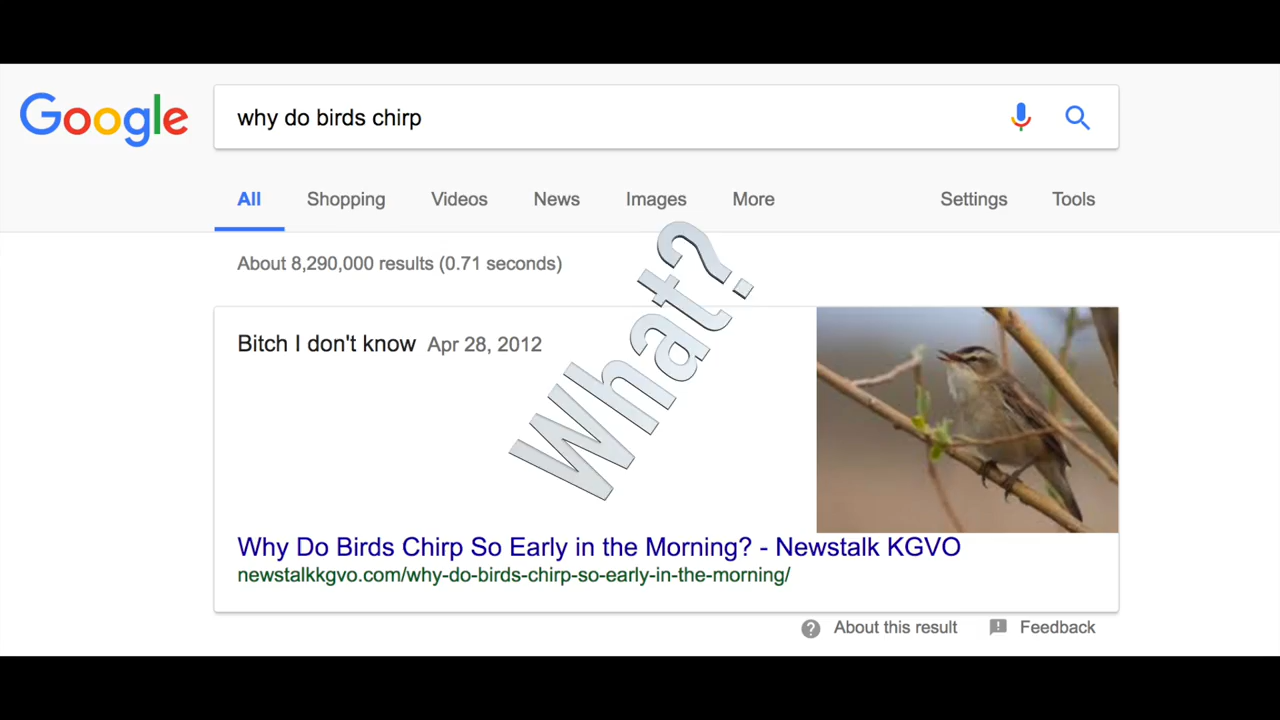 Google
why do birds chirp
All Shopping Videos News Images More Settings Tools
About 8,290,000 results (0.71 seconds)
What?
Bitch I don't know Apr 28, 2012
Why Do Birds Chirp So Early in the Morning? - Newstalk KGVO
newstalkkgvo.com/why-do-birds-chirp-so-early-in-the-morning/
About this result Feedback